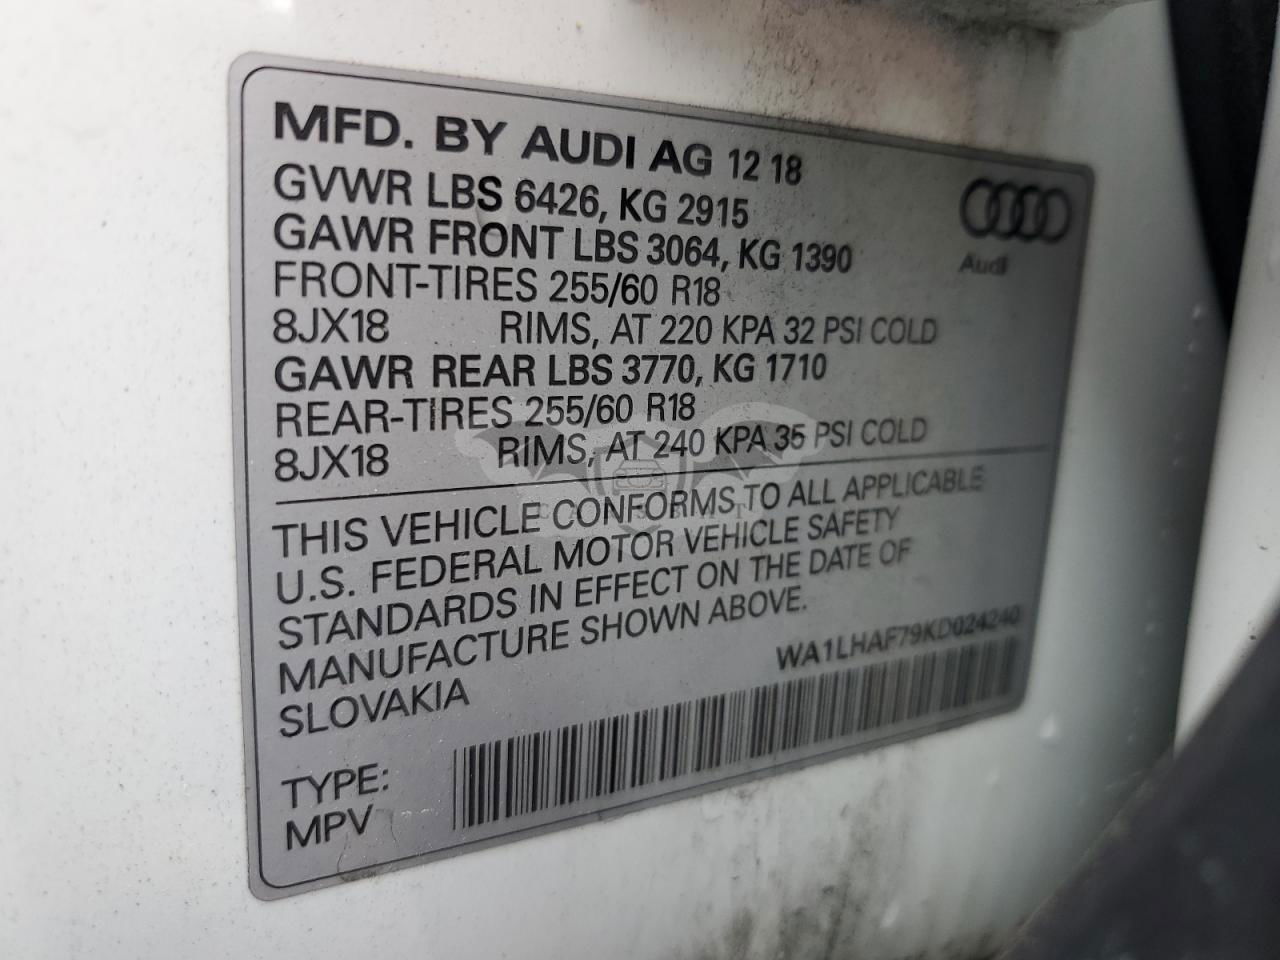 MFD. BY AUDI AG 12 18
GVWR LBS 6426, KG 2915
GAWR FRONT LBS 3064, KG 1390
FRONT-TIRES 255/60 R18
8JX18 RIMS, AT 220 KPA 32 PSI COLD
GAWR REAR LBS 3770, KG 1710
REAR-TIRES 255/60 R18
8JX18 RIMS, AT 240 KPA 35 PSI COLD
Audi
THIS VEHICLE CONFORMS TO ALL APPLICABLE
U.S. FEDERAL MOTOR VEHICLE SAFETY
STANDARDS IN EFFECT ON THE DATE OF
MANUFACTURE SHOWN ABOVE.
SLOVAKIA
WA1LHAF79KD024240
TYPE:
MPV